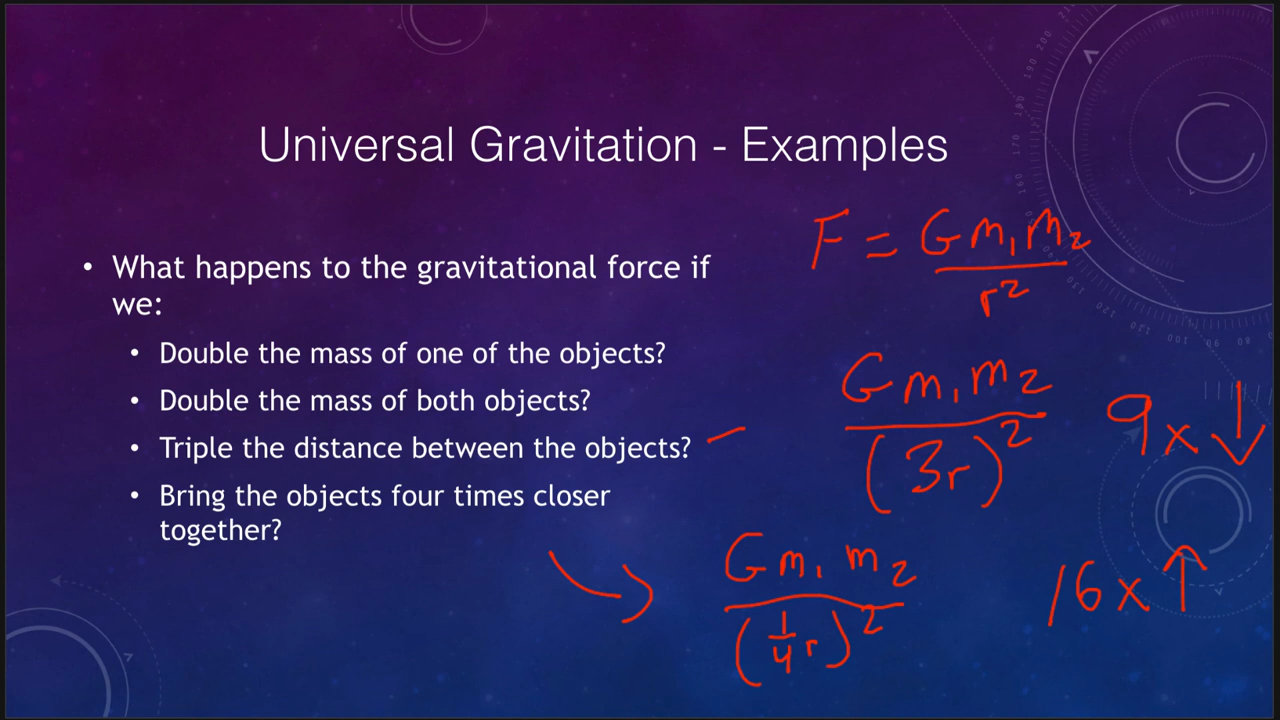 Universal Gravitation - Examples
• What happens to the gravitational force if
we:
• Double the mass of one of the objects?
• Double the mass of both objects?
• Triple the distance between the objects?
• Bring the objects four times closer
together?
F = Gm₁m₂
r²
Gm₁m₂
(3r)²
9x ↓
Gm₁m₂
(¼r)²
16x ↑